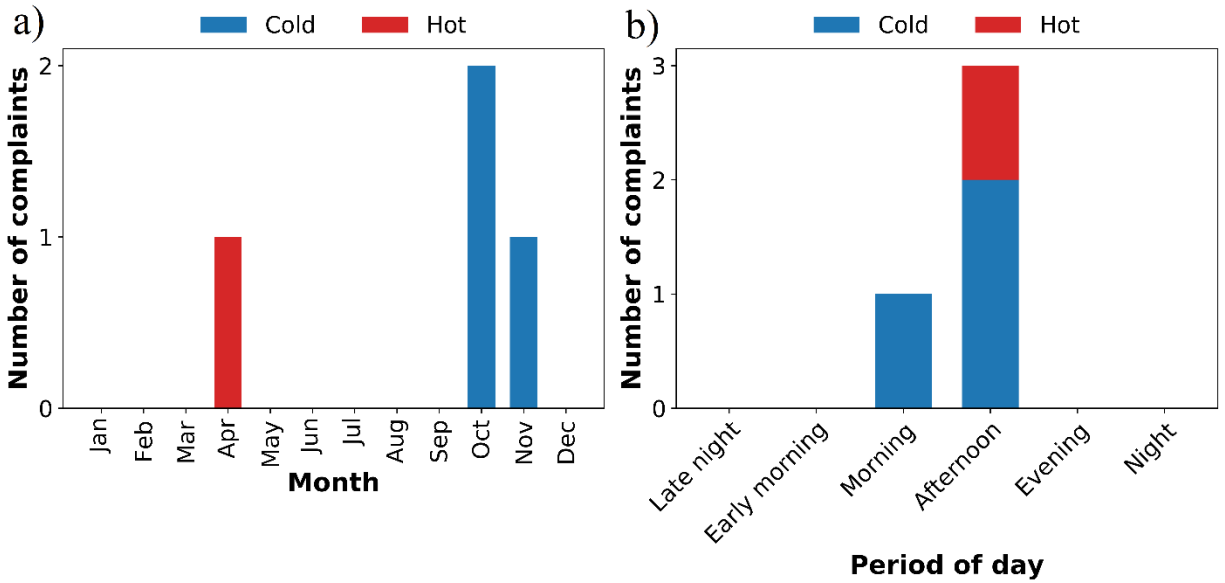 a)
Cold Hot
Number of complaints
2
1
0
Jan Feb Mar Apr May Jun Jul Aug Sep Oct Nov Dec
Month
b)
Cold Hot
Number of complaints
3
2
1
0
Late night Early morning Morning Afternoon Evening Night
Period of day